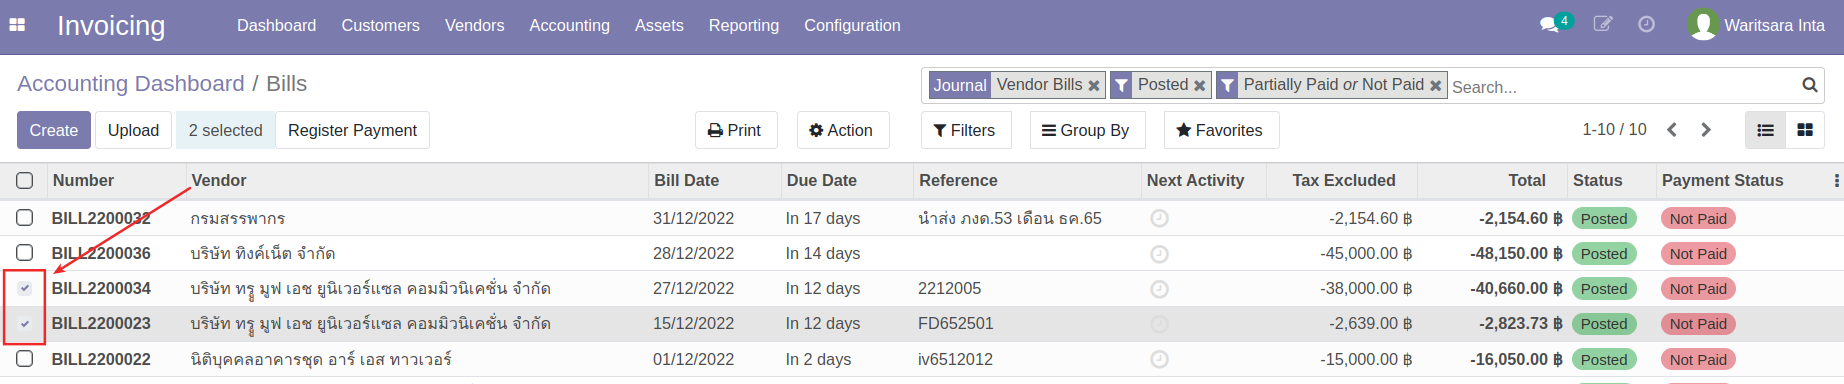 Invoicing Dashboard Customers Vendors Accounting Assets Reporting Configuration 4 Waritsara Inta
Accounting Dashboard / Bills
Journal Vendor Bills Posted Partially Paid or Not Paid Search...
Create Upload 2 selected Register Payment Print Action Filters Group By Favorites 1-10 / 10
Number Vendor Bill Date Due Date Reference Next Activity Tax Excluded Total Status Payment Status
BILL2200032 กรมสรรพากร 31/12/2022 In 17 days นำส่ง ภงด.53 เดือน ธค.65 -2,154.60 ฿ -2,154.60 ฿ Posted Not Paid
BILL2200036 บริษัท ทิงค์เน็ต จำกัด 28/12/2022 In 14 days -45,000.00 ฿ -48,150.00 ฿ Posted Not Paid
BILL2200034 บริษัท ทรูู มูฟ เอช ยูนิเวอร์แซล คอมมิวนิเคชั่น จำกัด 27/12/2022 In 12 days 2212005 -38,000.00 ฿ -40,660.00 ฿ Posted Not Paid
BILL2200023 บริษัท ทรูู มูฟ เอช ยูนิเวอร์แซล คอมมิวนิเคชั่น จำกัด 15/12/2022 In 12 days FD652501 -2,639.00 ฿ -2,823.73 ฿ Posted Not Paid
BILL2200022 นิติบุคคลอาคารชุด อาร์ เอส ทาวเวอร์ 01/12/2022 In 2 days iv6512012 -15,000.00 ฿ -16,050.00 ฿ Posted Not Paid